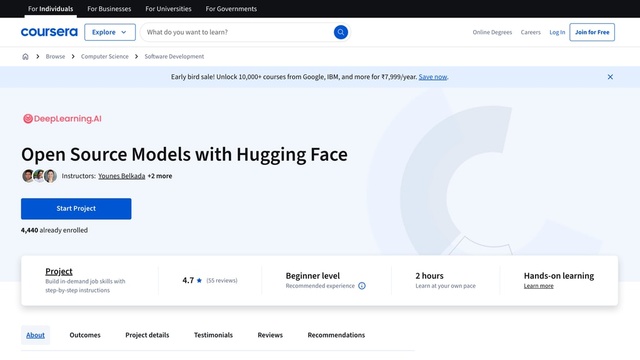 For Individuals For Businesses For Universities For Governments
coursera Explore What do you want to learn? Online Degrees Careers Log In Join for Free
Browse Computer Science Software Development
Early bird sale! Unlock 10,000+ courses from Google, IBM, and more for ₹7,999/year. Save now.
DeepLearning.AI
Open Source Models with Hugging Face
Instructors: Younes Belkada +2 more
Start Project
4,440 already enrolled
Project
Build in-demand job skills with
step-by-step instructions
4.7 (55 reviews)
Beginner level
Recommended experience
2 hours
Learn at your own pace
Hands-on learning
Learn more
About Outcomes Project details Testimonials Reviews Recommendations